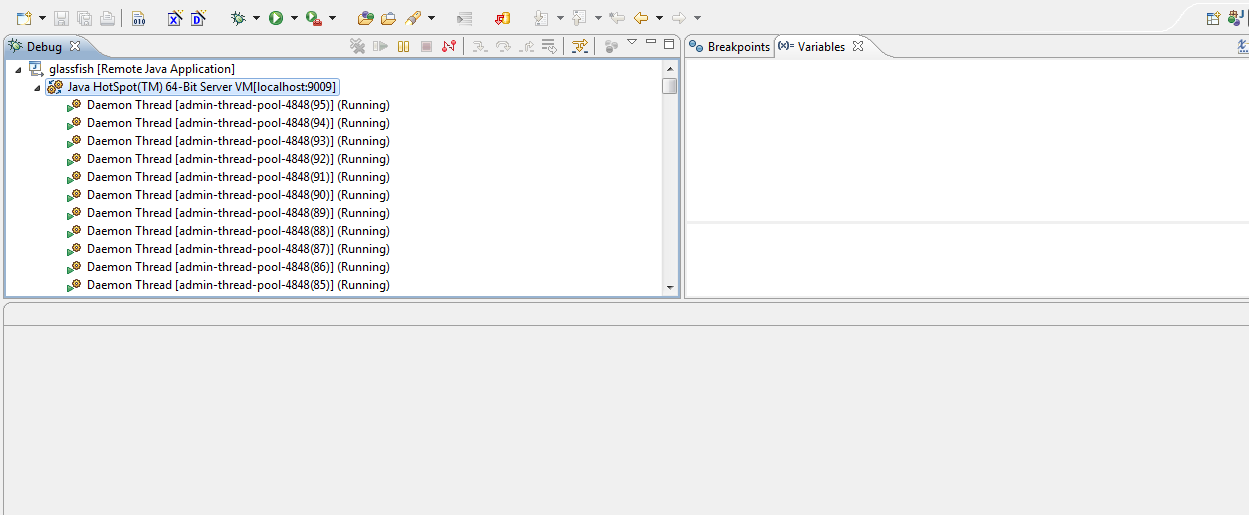 010
D
J
Debug
Breakpoints (x)= Variables
glassfish [Remote Java Application]
Java HotSpot(TM) 64-Bit Server VM[localhost:9009]
Daemon Thread [admin-thread-pool-4848(95)] (Running)
Daemon Thread [admin-thread-pool-4848(94)] (Running)
Daemon Thread [admin-thread-pool-4848(93)] (Running)
Daemon Thread [admin-thread-pool-4848(92)] (Running)
Daemon Thread [admin-thread-pool-4848(91)] (Running)
Daemon Thread [admin-thread-pool-4848(90)] (Running)
Daemon Thread [admin-thread-pool-4848(89)] (Running)
Daemon Thread [admin-thread-pool-4848(88)] (Running)
Daemon Thread [admin-thread-pool-4848(87)] (Running)
Daemon Thread [admin-thread-pool-4848(86)] (Running)
Daemon Thread [admin-thread-pool-4848(85)] (Running)